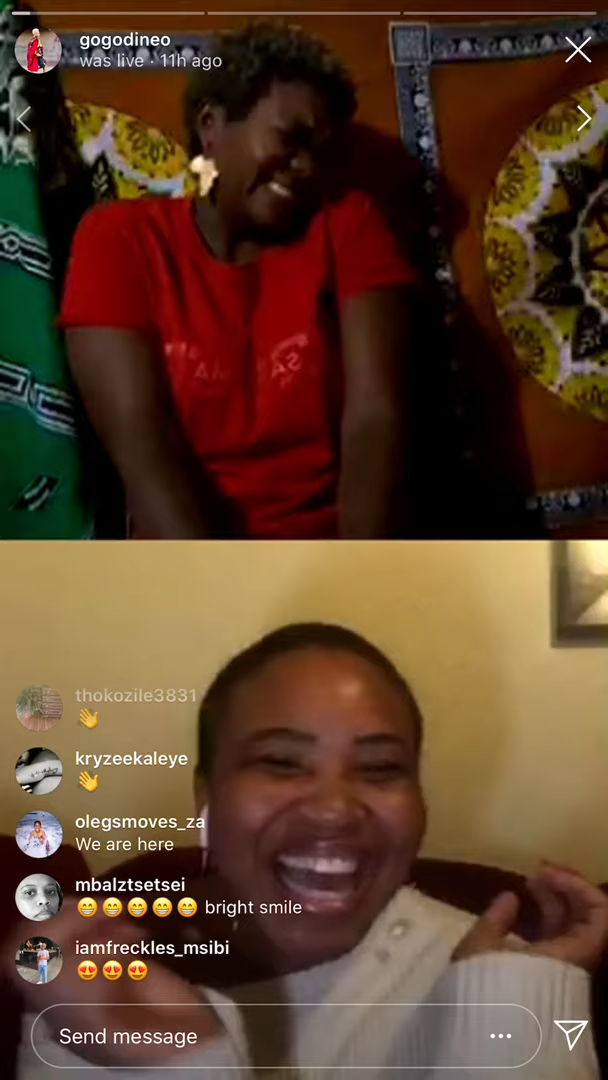 gogodineo
was live · 11h ago
thokozile3831
👋
kryzeekaleye
👋
olegsmoves_za
We are here
mbalztsetsei
😁😁😁😁😁 bright smile
iamfreckles_msibi
😍😍😍
Send message